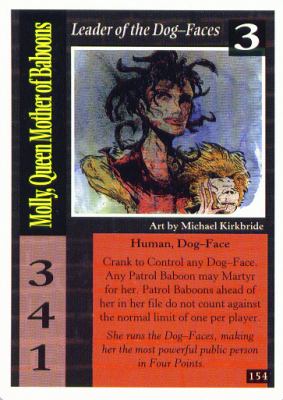 Leader of the Dog–Faces
3
Molly, Queen Mother of Baboons
Art by Michael Kirkbride
Human, Dog–Face
3
4
1
Crank to Control any Dog–Face.
Any Patrol Baboon may Martyr
for her. Patrol Baboons ahead of
her in her file do not count against
the normal limit of one per player.
She runs the Dog–Faces, making
her the most powerful public person
in Four Points.
154